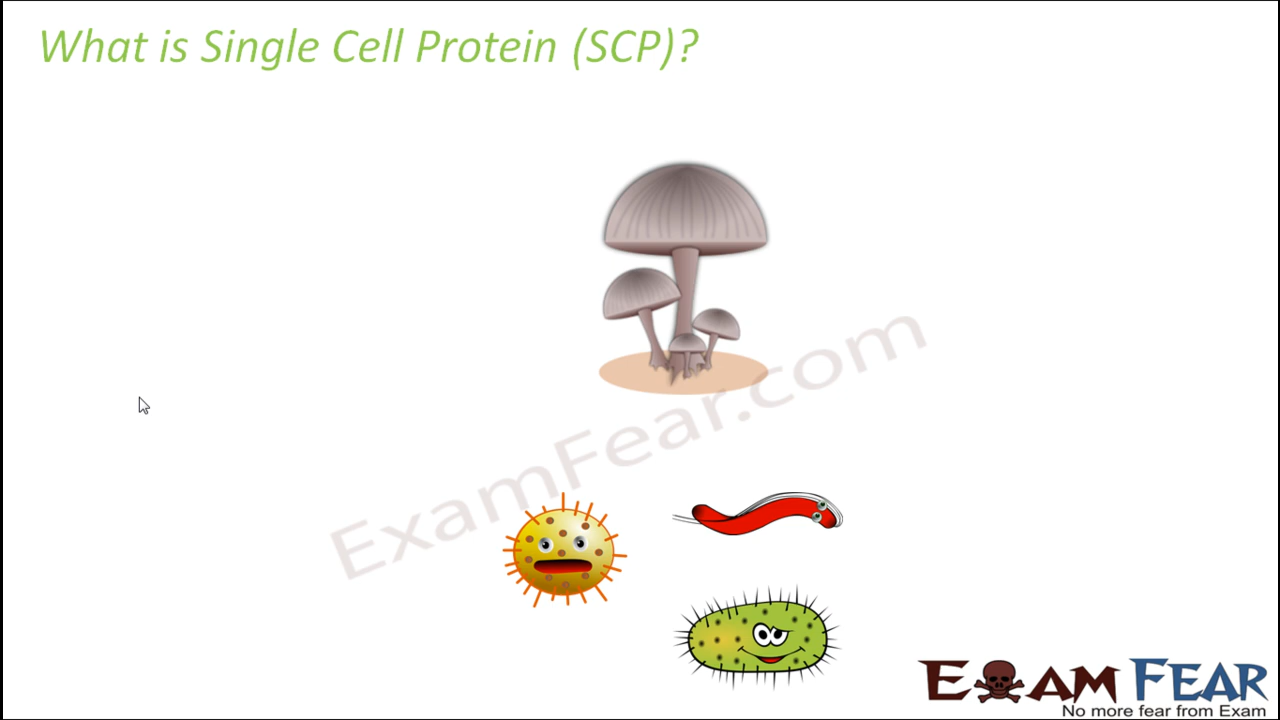 What is Single Cell Protein (SCP)?
ExamFear.com
EXAM FEAR
No more fear from Exam